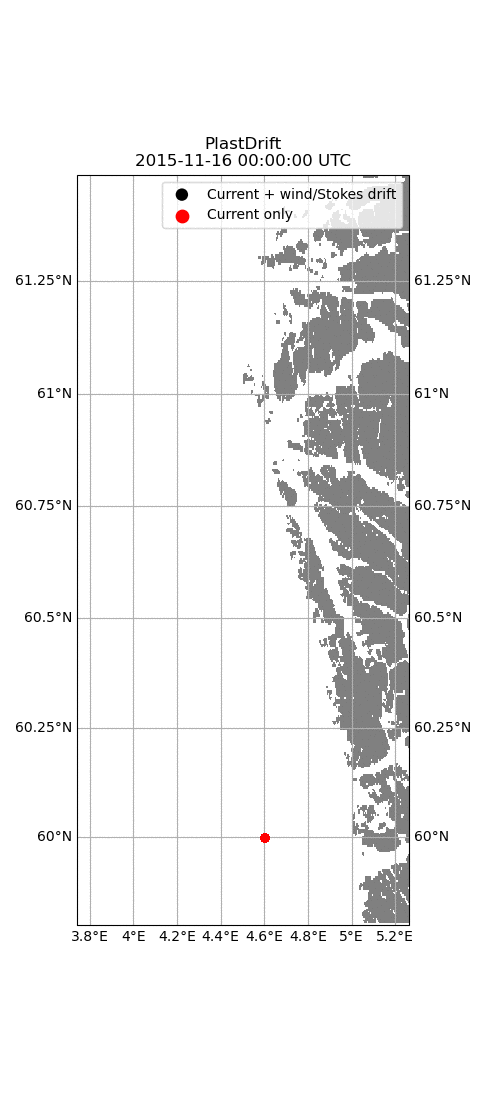 PlastDrift
2015-11-16 00:00:00 UTC
Current + wind/Stokes drift
Current only
61.25°N 61.25°N
61°N 61°N
60.75°N 60.75°N
60.5°N 60.5°N
60.25°N 60.25°N
60°N 60°N
3.8°E 4°E 4.2°E 4.4°E 4.6°E 4.8°E 5°E 5.2°E